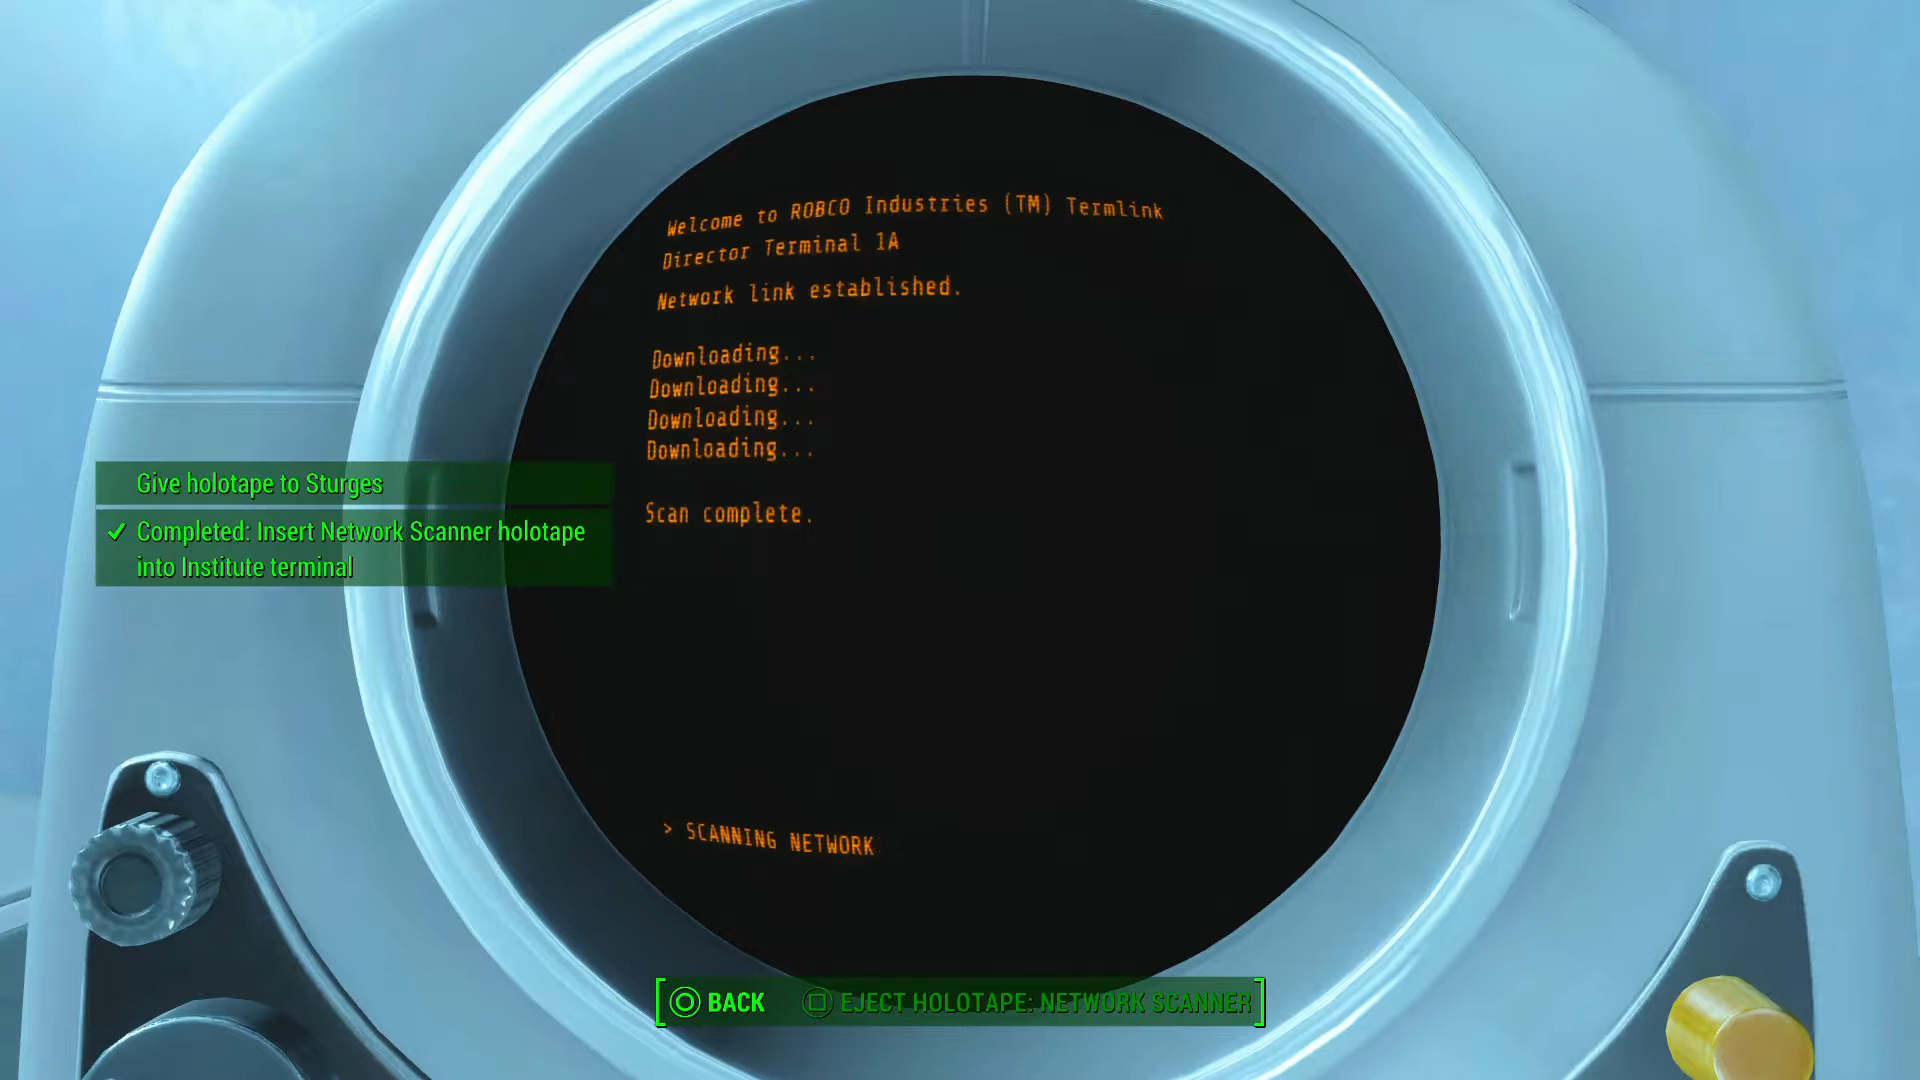 Welcome to ROBCO Industries (TM) Termlink
Director Terminal 1A
Network link established.
Downloading...
Downloading...
Downloading...
Downloading...
Scan complete.
Give holotape to Sturges
Completed: Insert Network Scanner holotape
into Institute terminal
> SCANNING NETWORK
BACK
EJECT HOLOTAPE: NETWORK SCANNER